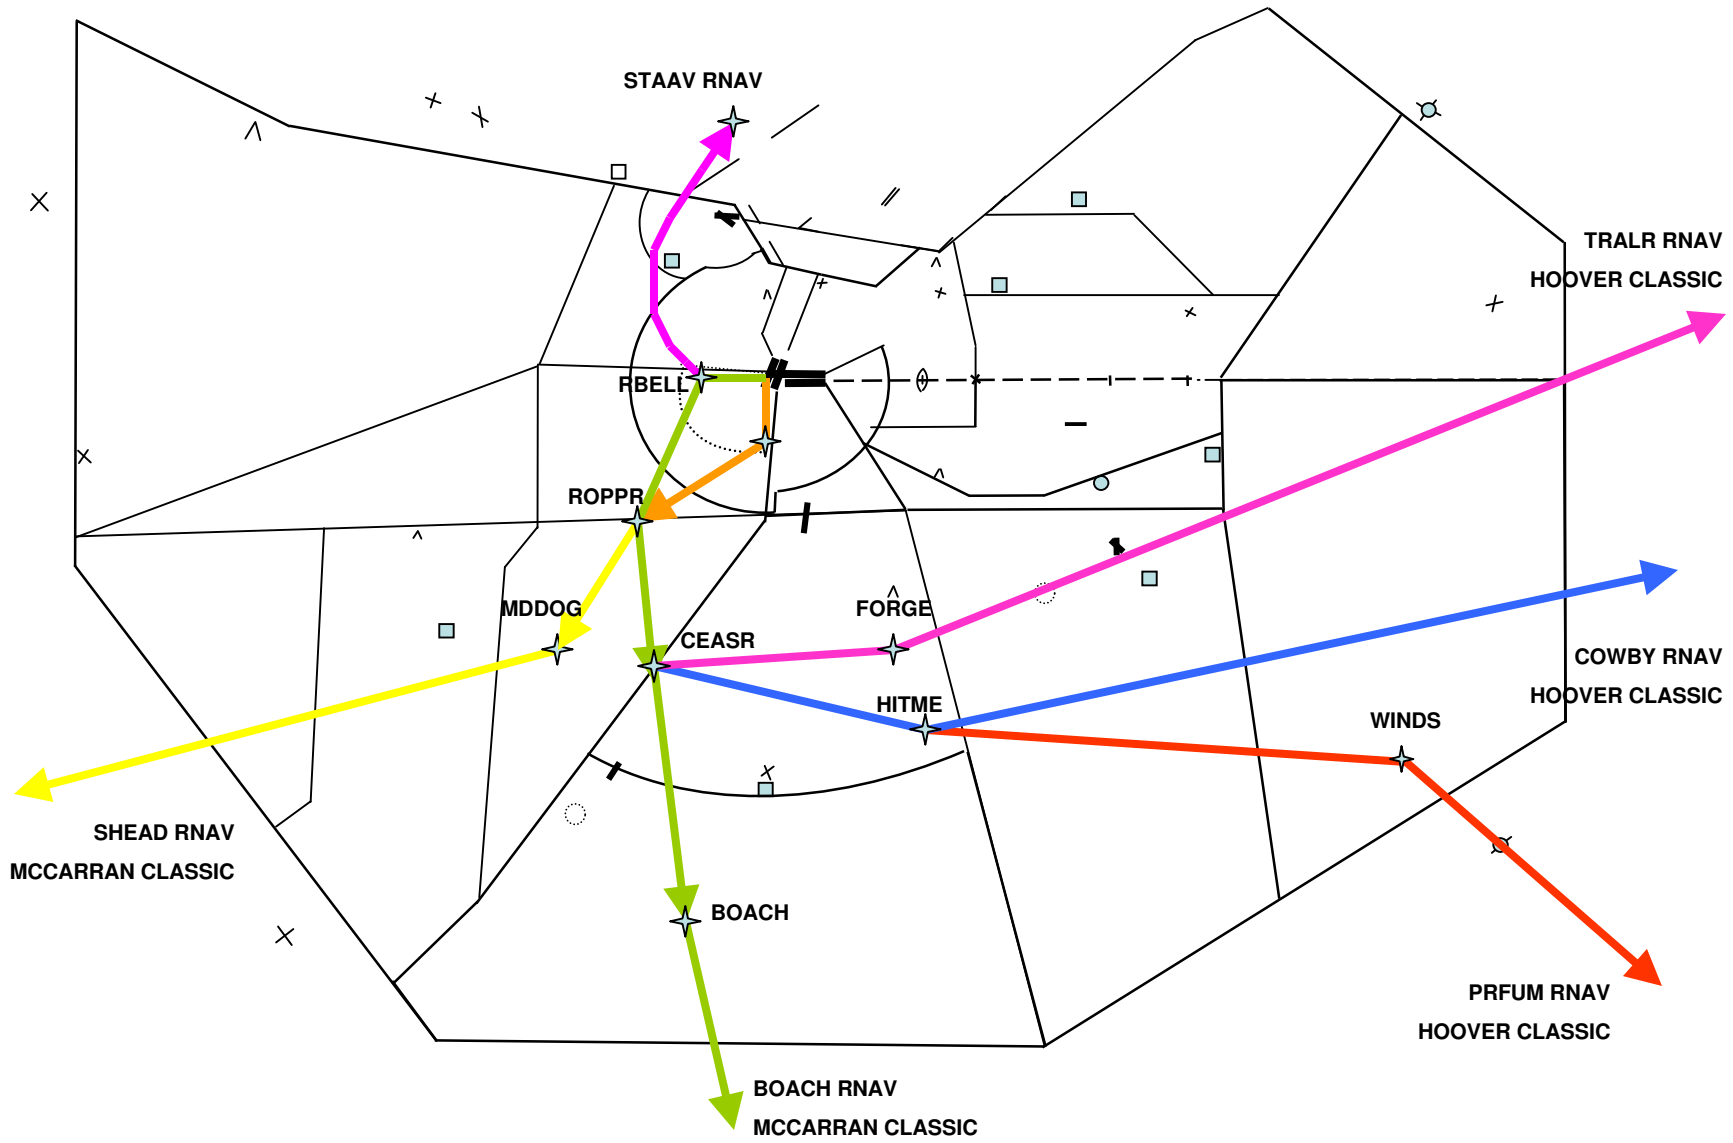 STAAV RNAV
TRALR RNAV
HOOVER CLASSIC
RBELL
ROPPR
MDDOG
FORGE
CEASR
COWBY RNAV
HOOVER CLASSIC
HITME
WINDS
SHEAD RNAV
MCCARRAN CLASSIC
BOACH
PRFUM RNAV
HOOVER CLASSIC
BOACH RNAV
MCCARRAN CLASSIC